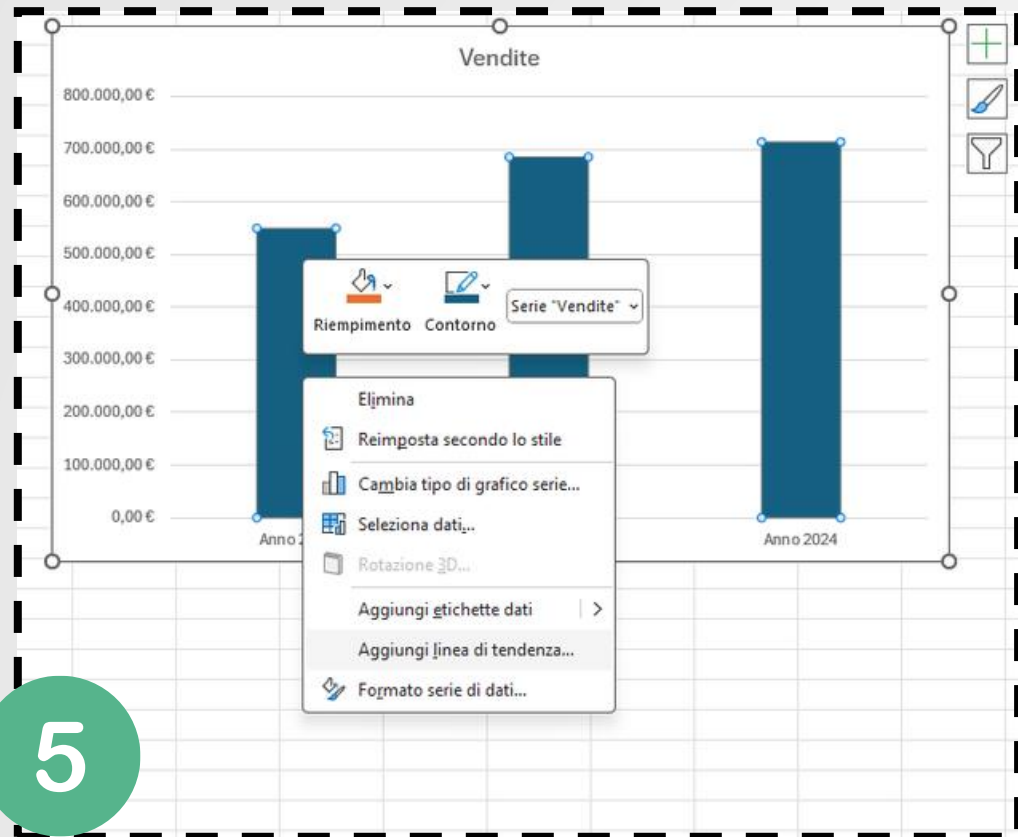 Vendite
800.000,00 €
700.000,00 €
600.000,00 €
500.000,00 €
400.000,00 €
300.000,00 €
200.000,00 €
100.000,00 €
0,00 €
Riempimento
Contorno
Serie "Vendite"
Elimina
Reimposta secondo lo stile
Cambia tipo di grafico serie...
Seleziona dati...
Rotazione 3D...
Aggiungi etichette dati
Aggiungi linea di tendenza...
Formato serie di dati...
Anno
Anno 2024
5